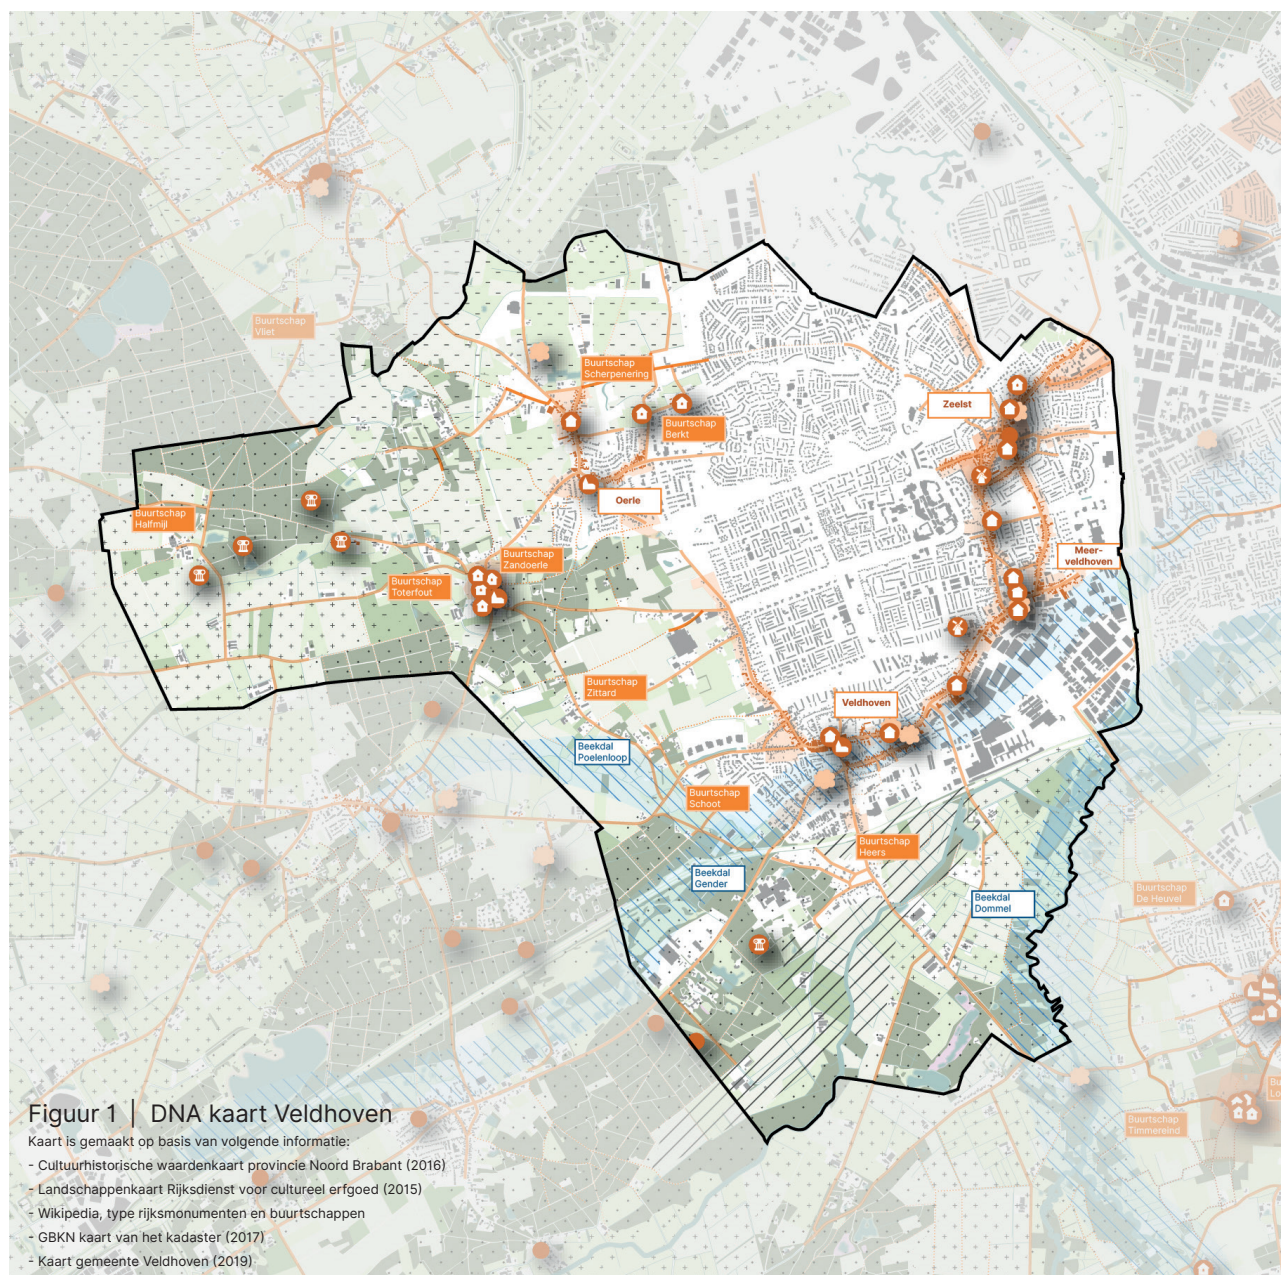 Buurtschap
Vliet
Buurtschap
Scherpenering
Zeelst
Buurtschap
Berkt
Oerle
Buurtschap
Halfmijl
Meer-
veldhoven
Buurtschap
Zandoerle
Buurtschap
Toterfout
Buurtschap
Zittard
Veldhoven
Beekdal
Poelenloop
Buurtschap
Schoot
Buurtschap
Heers
Beekdal
Gender
Beekdal
Dommel
Buurtschap
De Heuvel
Buurtschap
Timmereind
Bu
Lo
Figuur 1 | DNA kaart Veldhoven
Kaart is gemaakt op basis van volgende informatie:
- Cultuurhistorische waardenkaart provincie Noord Brabant (2016)
- Landschappenkaart Rijksdienst voor cultureel erfgoed (2015)
- Wikipedia, type rijksmonumenten en buurtschappen
- GBKN kaart van het kadaster (2017)
- Kaart gemeente Veldhoven (2019)